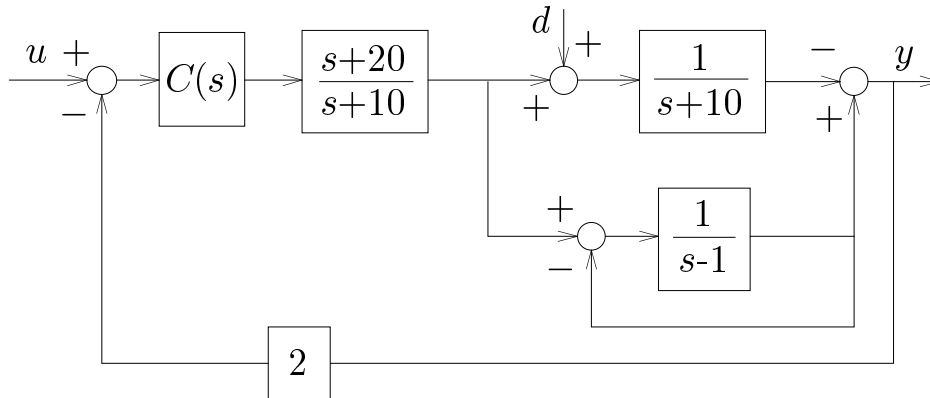 u + − C(s) s+20 d + + 1 − + y
s+10 s+10
+ − 1
s-1
2